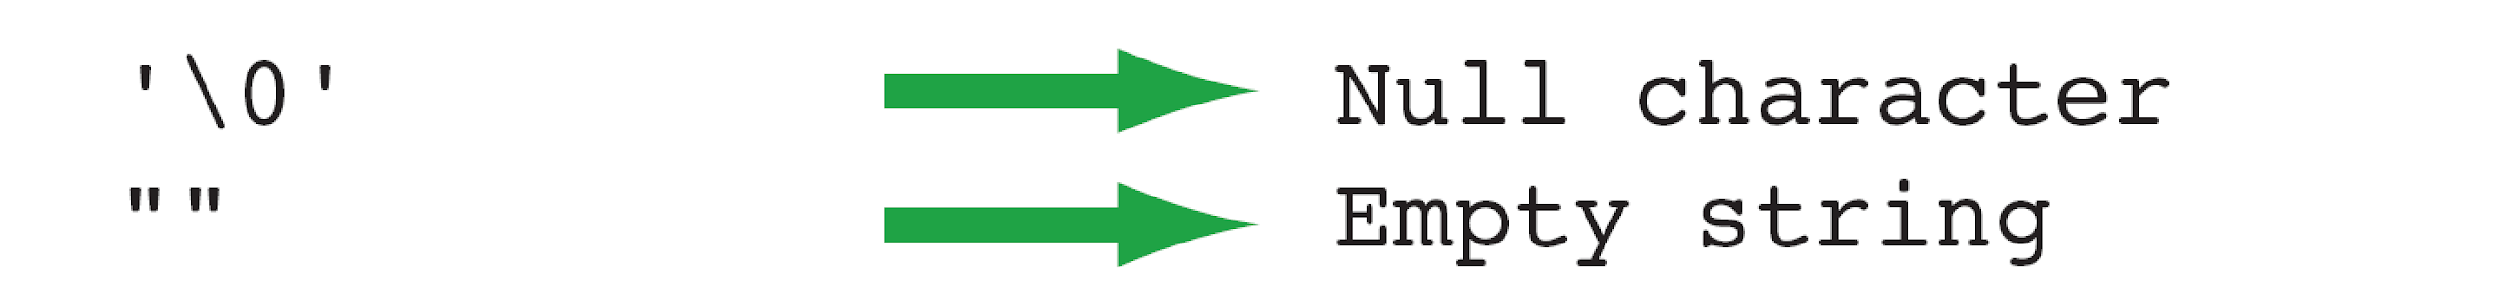 '\0' Null character
"" Empty string